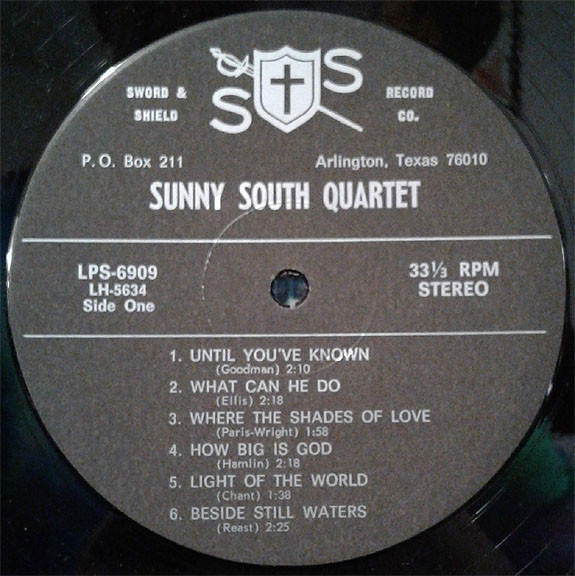 S S
SWORD & RECORD
SHIELD CO.
P.O. Box 211 Arlington, Texas 76010
SUNNY SOUTH QUARTET
LPS-6909 33⅓ RPM
LH-5634 STEREO
Side One
1. UNTIL YOU'VE KNOWN
(Goodman) 2:10
2. WHAT CAN HE DO
(Ellis) 2:18
3. WHERE THE SHADES OF LOVE
(Paris-Wright) 1:58
4. HOW BIG IS GOD
(Hamlin) 2:18
5. LIGHT OF THE WORLD
(Chant) 1:38
6. BESIDE STILL WATERS
(Reast) 2:25